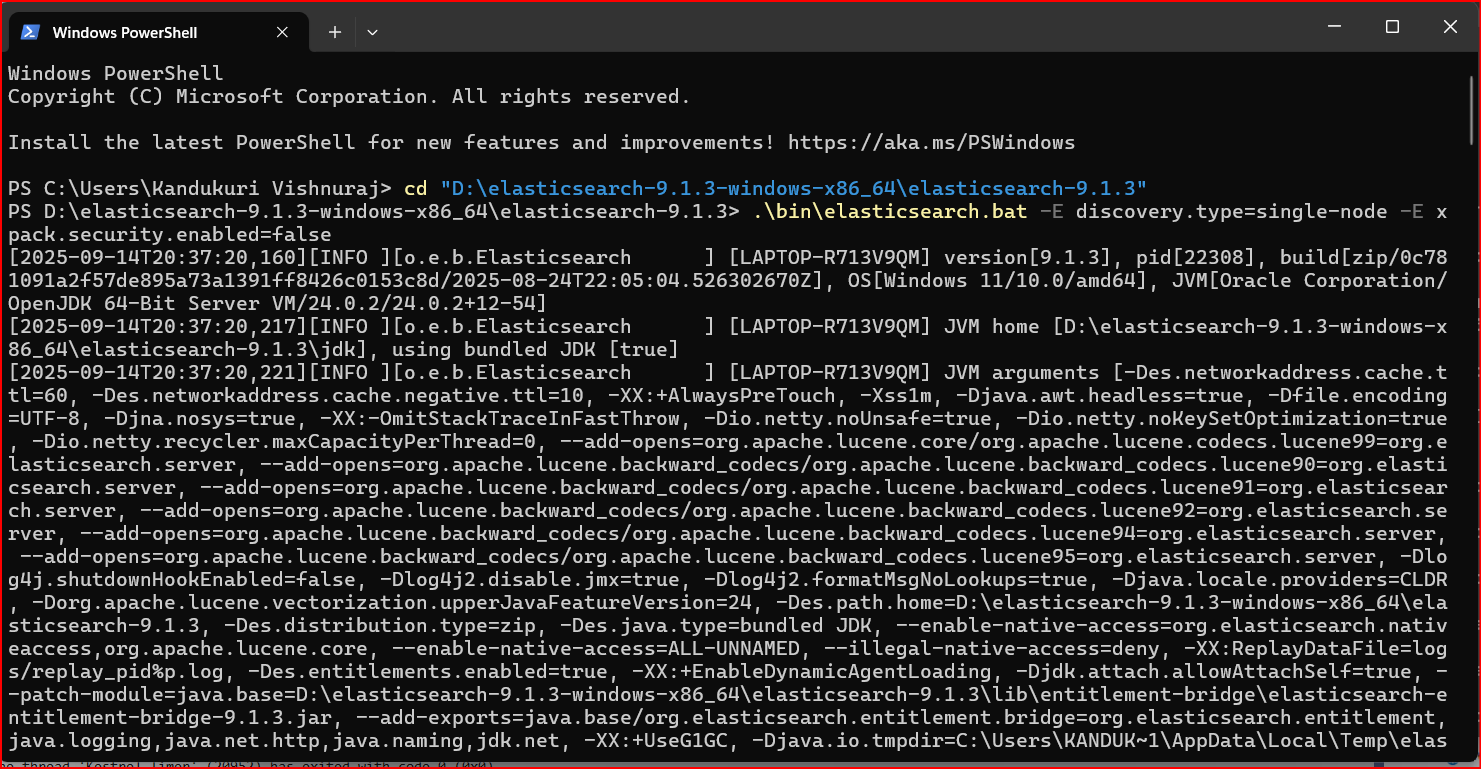 Windows PowerShell
Windows PowerShell
Copyright (C) Microsoft Corporation. All rights reserved.
Install the latest PowerShell for new features and improvements! https://aka.ms/PSWindows
PS C:\Users\Kandukuri Vishnuraj> cd "D:\elasticsearch-9.1.3-windows-x86_64\elasticsearch-9.1.3"
PS D:\elasticsearch-9.1.3-windows-x86_64\elasticsearch-9.1.3> .\bin\elasticsearch.bat -E discovery.type=single-node -E x
pack.security.enabled=false
[2025-09-14T20:37:20,160][INFO ][o.e.b.Elasticsearch      ] [LAPTOP-R713V9QM] version[9.1.3], pid[22308], build[zip/0c78
1091a2f57de895a73a1391ff8426c0153c8d/2025-08-24T22:05:04.526302670Z], OS[Windows 11/10.0/amd64], JVM[Oracle Corporation/
OpenJDK 64-Bit Server VM/24.0.2/24.0.2+12-54]
[2025-09-14T20:37:20,217][INFO ][o.e.b.Elasticsearch      ] [LAPTOP-R713V9QM] JVM home [D:\elasticsearch-9.1.3-windows-x
86_64\elasticsearch-9.1.3\jdk], using bundled JDK [true]
[2025-09-14T20:37:20,221][INFO ][o.e.b.Elasticsearch      ] [LAPTOP-R713V9QM] JVM arguments [-Des.networkaddress.cache.t
tl=60, -Des.networkaddress.cache.negative.ttl=10, -XX:+AlwaysPreTouch, -Xss1m, -Djava.awt.headless=true, -Dfile.encoding
=UTF-8, -Djna.nosys=true, -XX:-OmitStackTraceInFastThrow, -Dio.netty.noUnsafe=true, -Dio.netty.noKeySetOptimization=true
, -Dio.netty.recycler.maxCapacityPerThread=0, --add-opens=org.apache.lucene.core/org.apache.lucene.codecs.lucene99=org.e
lasticsearch.server, --add-opens=org.apache.lucene.backward_codecs/org.apache.lucene.backward_codecs.lucene90=org.elasti
csearch.server, --add-opens=org.apache.lucene.backward_codecs/org.apache.lucene.backward_codecs.lucene91=org.elasticsear
ch.server, --add-opens=org.apache.lucene.backward_codecs/org.apache.lucene.backward_codecs.lucene92=org.elasticsearch.se
rver, --add-opens=org.apache.lucene.backward_codecs/org.apache.lucene.backward_codecs.lucene94=org.elasticsearch.server,
--add-opens=org.apache.lucene.backward_codecs/org.apache.lucene.backward_codecs.lucene95=org.elasticsearch.server, -Dlo
g4j.shutdownHookEnabled=false, -Dlog4j2.disable.jmx=true, -Dlog4j2.formatMsgNoLookups=true, -Djava.locale.providers=CLDR
, -Dorg.apache.lucene.vectorization.upperJavaFeatureVersion=24, -Des.path.home=D:\elasticsearch-9.1.3-windows-x86_64\ela
sticsearch-9.1.3, -Des.distribution.type=zip, -Des.java.type=bundled JDK, --enable-native-access=org.elasticsearch.nativ
eaccess,org.apache.lucene.core, --enable-native-access=ALL-UNNAMED, --illegal-native-access=deny, -XX:ReplayDataFile=log
s/replay_pid%p.log, -Des.entitlements.enabled=true, -XX:+EnableDynamicAgentLoading, -Djdk.attach.allowAttachSelf=true, -
-patch-module=java.base=D:\elasticsearch-9.1.3-windows-x86_64\elasticsearch-9.1.3\lib\entitlement-bridge\elasticsearch-e
ntitlement-bridge-9.1.3.jar, --add-exports=java.base/org.elasticsearch.entitlement.bridge=org.elasticsearch.entitlement,
java.logging,java.net.http,java.naming,jdk.net, -XX:+UseG1GC, -Djava.io.tmpdir=C:\Users\KANDUK~1\AppData\Local\Temp\elas